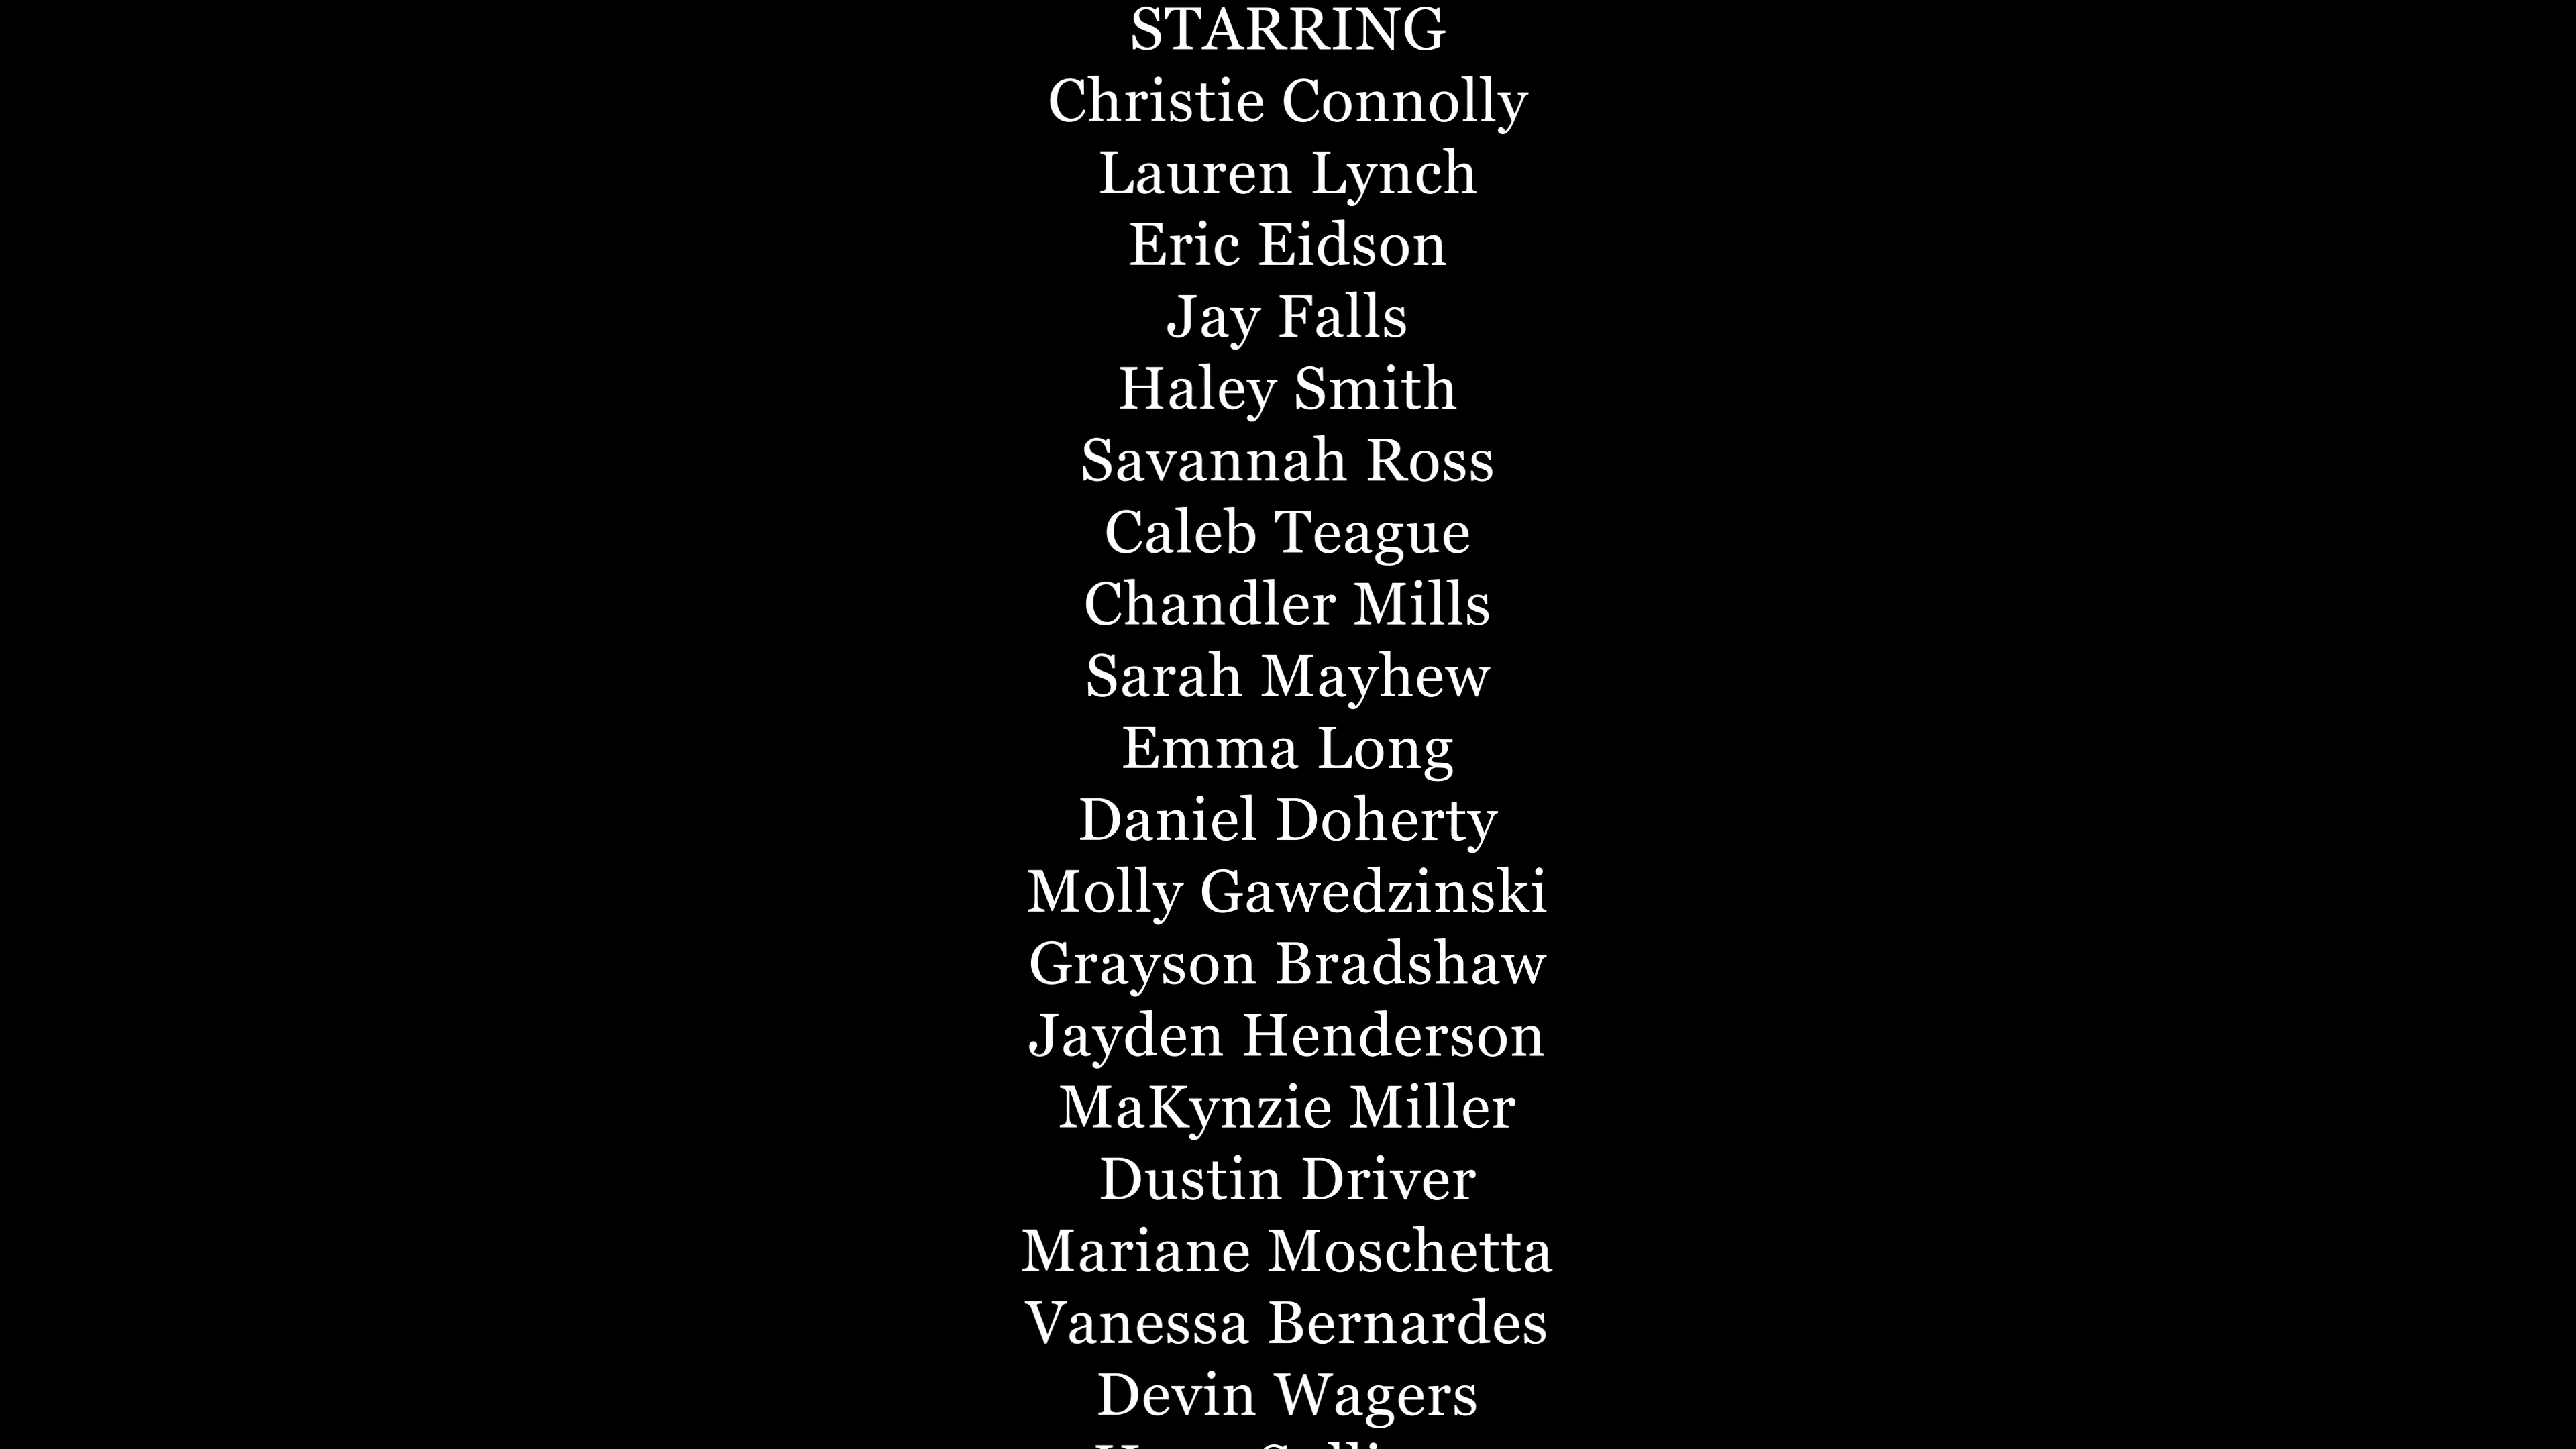 STARRING
Christie Connolly
Lauren Lynch
Eric Eidson
Jay Falls
Haley Smith
Savannah Ross
Caleb Teague
Chandler Mills
Sarah Mayhew
Emma Long
Daniel Doherty
Molly Gawedzinski
Grayson Bradshaw
Jayden Henderson
MaKynzie Miller
Dustin Driver
Mariane Moschetta
Vanessa Bernardes
Devin Wagers